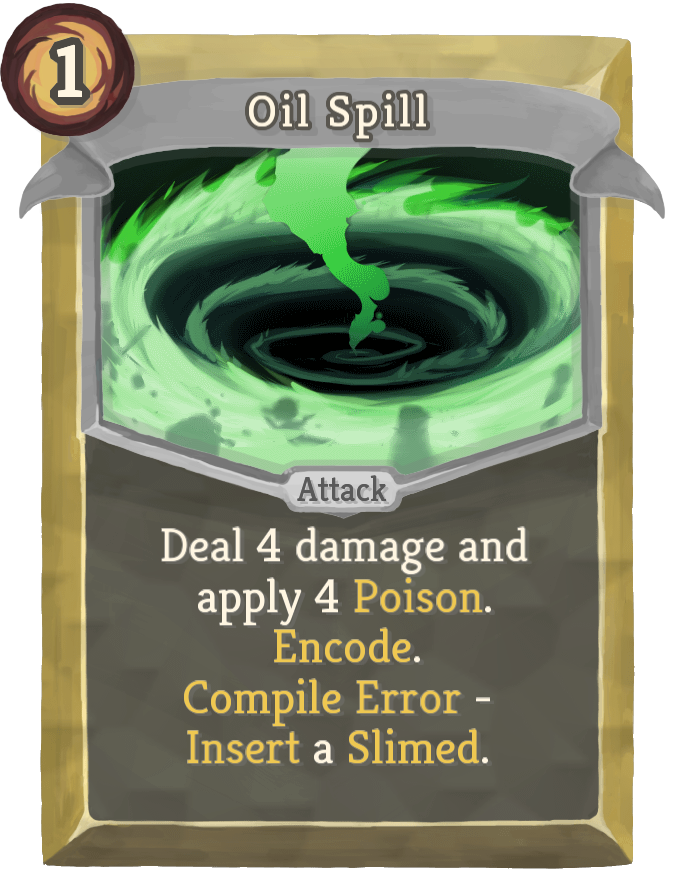 1
Oil Spill
Attack
Deal 4 damage and
apply 4 Poison.
Encode.
Compile Error -
Insert a Slimed.